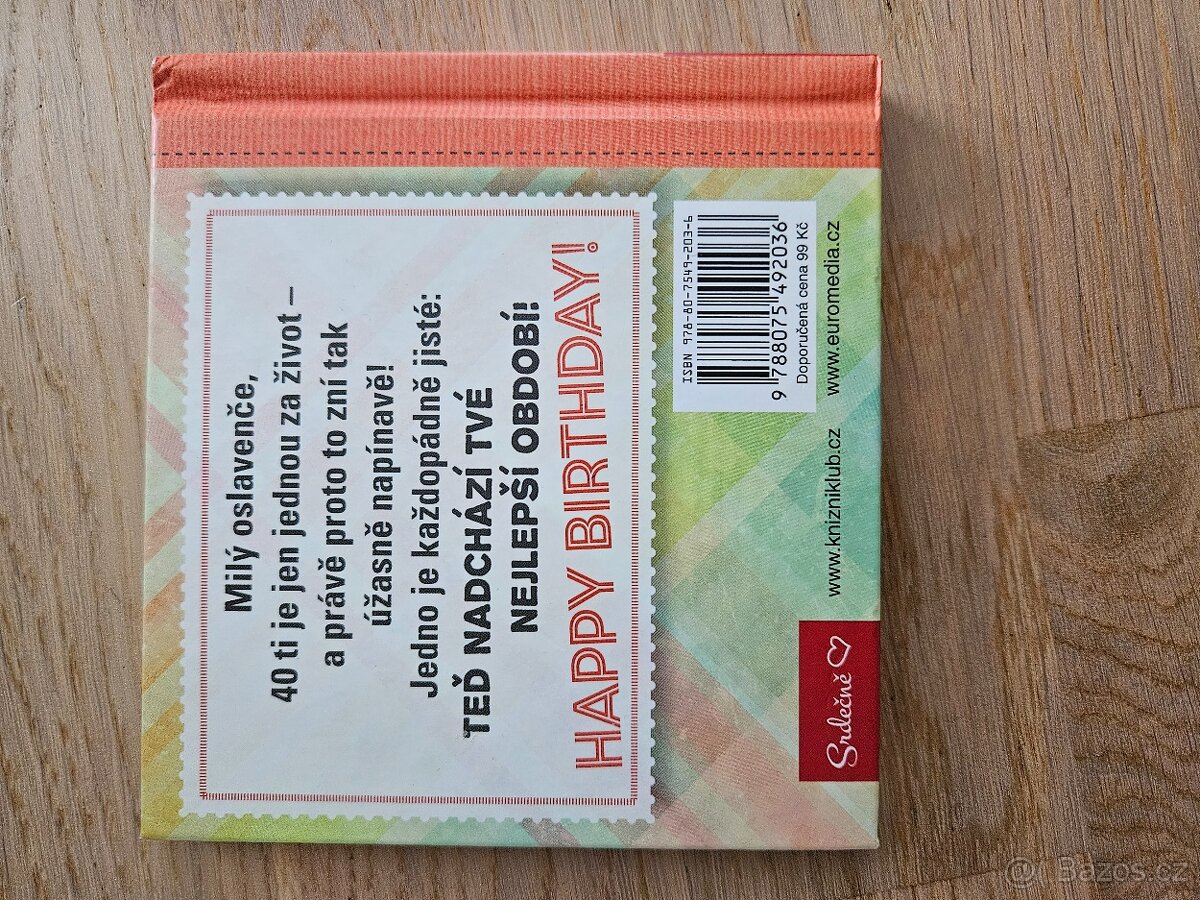 Milý oslavenče,
40 ti je jen jednou za život –
a právě proto to zní tak
úžasně napínavě!
Jedno je každopádně jisté:
TEĎ NADCHÁZÍ TVÉ
NEJLEPŠÍ OBDOBÍ!
HAPPY BIRTHDAY!
ISBN 978-80-7549-203-6
9 788075 492036
Doporučená cena 99 Kč
www.knizniklub.cz www.euromedia.cz
Srdečně
Bazos.cz